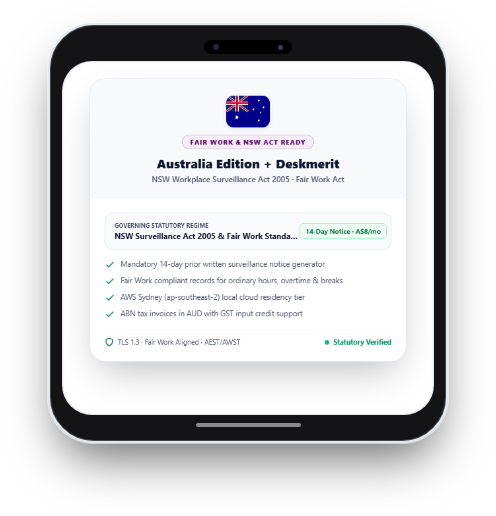 FAIR WORK & NSW ACT READY
Australia Edition + Deskmerit
NSW Workplace Surveillance Act 2005 · Fair Work Act
GOVERNING STATUTORY REGIME
NSW Surveillance Act 2005 & Fair Work Standa...
14-Day Notice · A$8/mo
Mandatory 14-day prior written surveillance notice generator
Fair Work compliant records for ordinary hours, overtime & breaks
AWS Sydney (ap-southeast-2) local cloud residency tier
ABN tax invoices in AUD with GST input credit support
TLS 1.3 · Fair Work Aligned · AEST/AWST
Statutory Verified